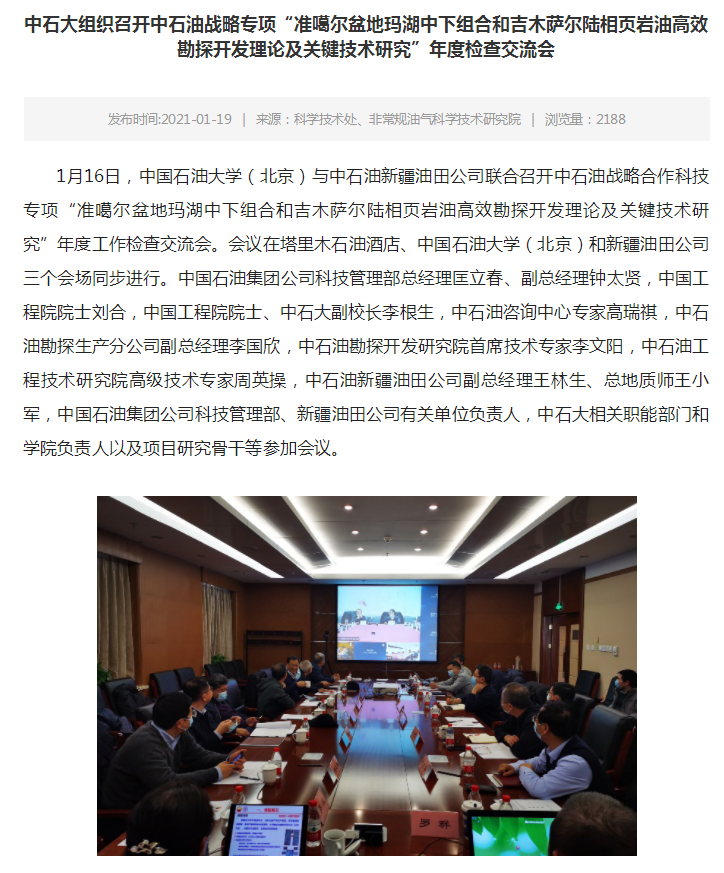 中石大组织召开中石油战略专项“准噶尔盆地玛湖中下组合和吉木萨尔陆相页岩油高效
勘探开发理论及关键技术研究”年度检查交流会
发布时间:2021-01-19 | 来源：科学技术处、非常规油气科学技术研究院 | 浏览量：2188
1月16日，中国石油大学（北京）与中石油新疆油田公司联合召开中石油战略合作科技
专项“准噶尔盆地玛湖中下组合和吉木萨尔陆相页岩油高效勘探开发理论及关键技术研
究”年度工作检查交流会。会议在塔里木石油酒店、中国石油大学（北京）和新疆油田公司
三个会场同步进行。中国石油集团公司科技管理部总经理匡立春、副总经理钟太贤，中国工
程院院士刘合，中国工程院院士、中石大副校长李根生，中石油咨询中心专家高瑞祺，中石
油勘探生产分公司副总经理李国欣，中石油勘探开发研究院首席技术专家李文阳，中石油工
程技术研究院高级技术专家周英操，中石油新疆油田公司副总经理王林生、总地质师王小
军，中国石油集团公司科技管理部、新疆油田公司有关单位负责人，中石大相关职能部门和
学院负责人以及项目研究骨干等参加会议。
罗群